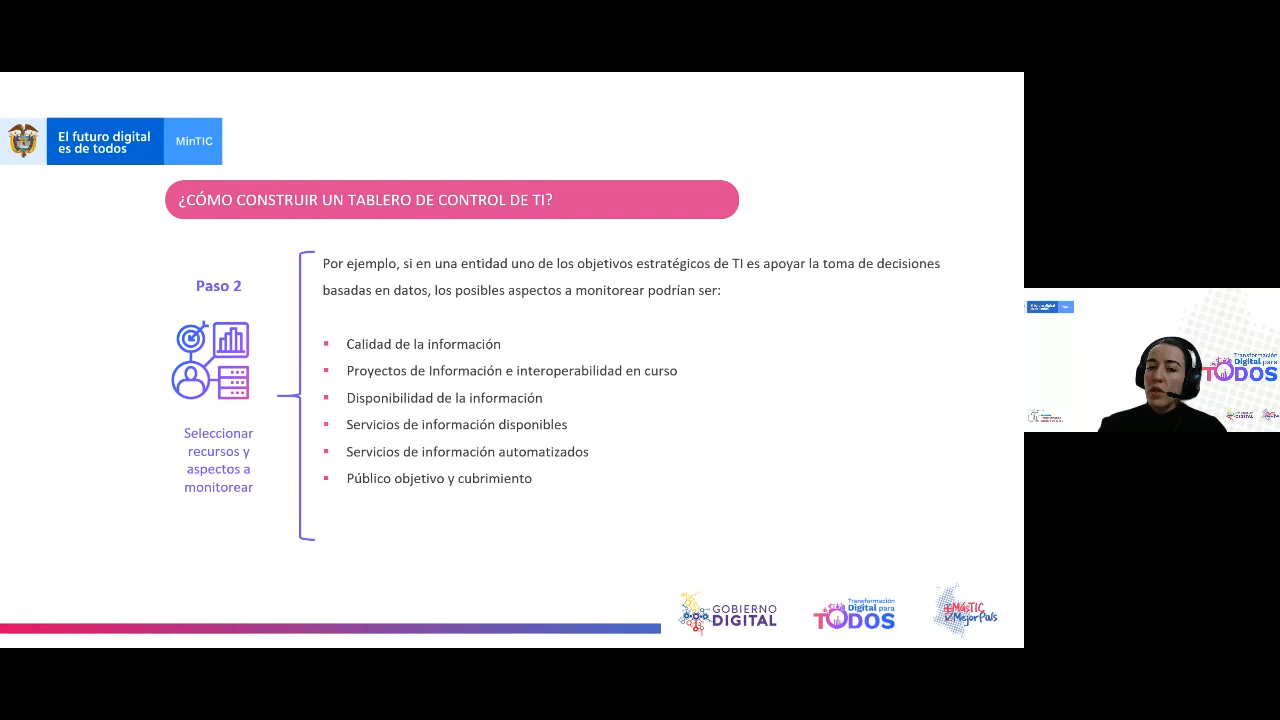 El futuro digital
es de todos
MinTIC
¿CÓMO CONSTRUIR UN TABLERO DE CONTROL DE TI?
Paso 2
Seleccionar
recursos y
aspectos a
monitorear
Por ejemplo, si en una entidad uno de los objetivos estratégicos de TI es apoyar la toma de decisiones
basadas en datos, los posibles aspectos a monitorear podrían ser:
Calidad de la información
Proyectos de Información e interoperabilidad en curso
Disponibilidad de la información
Servicios de información disponibles
Servicios de información automatizados
Público objetivo y cubrimiento
GOBIERNO
DIGITAL
Transformación
Digital para
TODOS
+MásTIC
MejorPaís
Transformación
Digital para
TODOS
DIGITAL